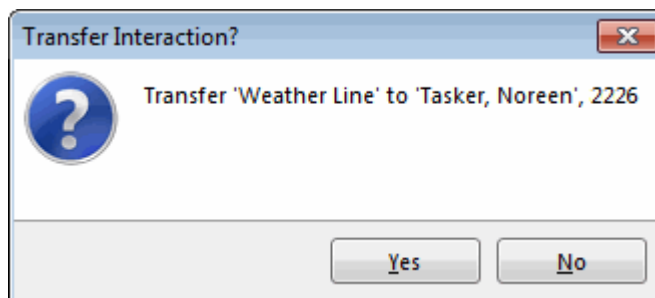 Transfer Interaction?
Transfer 'Weather Line' to 'Tasker, Noreen', 2226
Yes
No